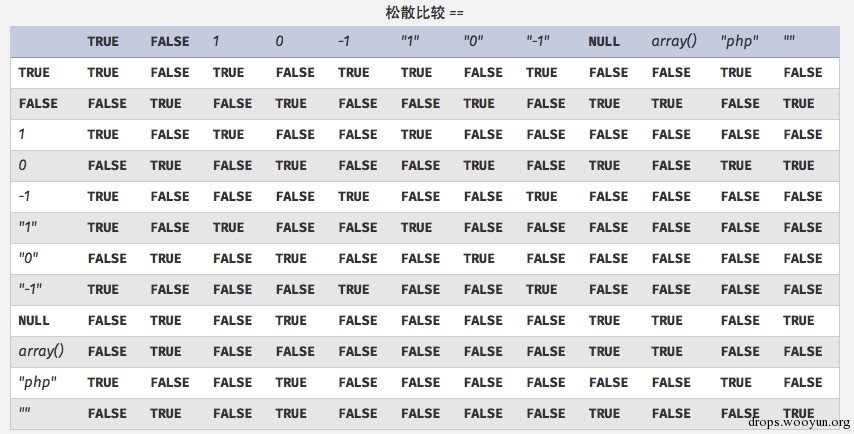 松散比较 ==
TRUE FALSE 1 0 -1 "1" "0" "-1" NULL array() "php" ""
TRUE TRUE FALSE TRUE FALSE TRUE TRUE FALSE TRUE FALSE FALSE TRUE FALSE
FALSE FALSE TRUE FALSE TRUE FALSE FALSE TRUE FALSE TRUE TRUE FALSE TRUE
1 TRUE FALSE TRUE FALSE FALSE TRUE FALSE FALSE FALSE FALSE FALSE FALSE
0 FALSE TRUE FALSE TRUE FALSE FALSE TRUE FALSE TRUE FALSE TRUE TRUE
-1 TRUE FALSE FALSE FALSE TRUE FALSE FALSE TRUE FALSE FALSE FALSE FALSE
"1" TRUE FALSE TRUE FALSE FALSE TRUE FALSE FALSE FALSE FALSE FALSE FALSE
"0" FALSE TRUE FALSE TRUE FALSE FALSE TRUE FALSE FALSE FALSE FALSE FALSE
"-1" TRUE FALSE FALSE FALSE TRUE FALSE FALSE TRUE FALSE FALSE FALSE FALSE
NULL FALSE TRUE FALSE TRUE FALSE FALSE FALSE FALSE TRUE TRUE FALSE TRUE
array() FALSE TRUE FALSE FALSE FALSE FALSE FALSE FALSE TRUE TRUE FALSE FALSE
"php" TRUE FALSE FALSE TRUE FALSE FALSE FALSE FALSE FALSE FALSE TRUE FALSE
"" FALSE TRUE FALSE TRUE FALSE FALSE FALSE FALSE TRUE FALSE FALSE TRUE
drops.wooyun.org